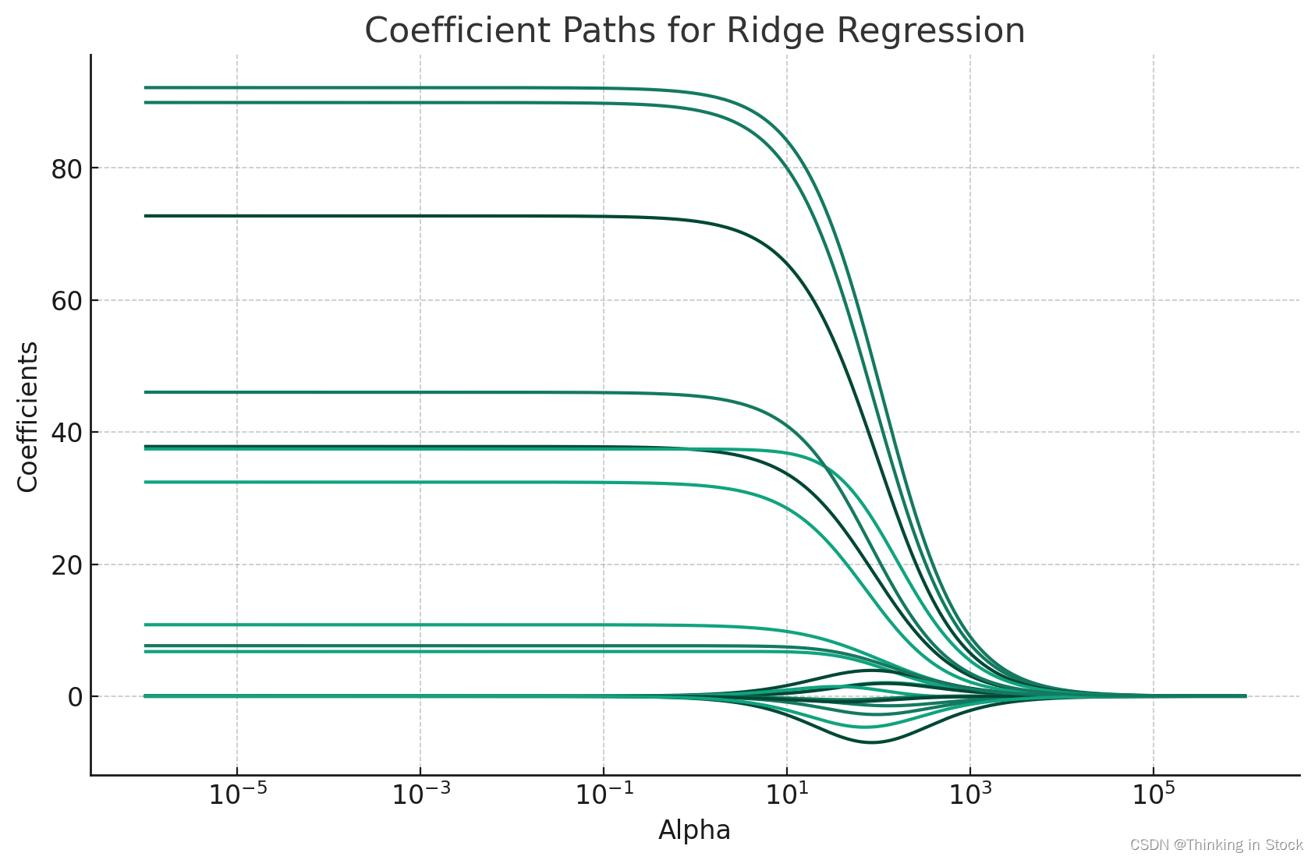 Coefficient Paths for Ridge Regression
80
60
40
20
0
Coefficients
10⁻⁵
10⁻³
10⁻¹
10¹
10³
10⁵
Alpha
CSDN @Thinking in Stock